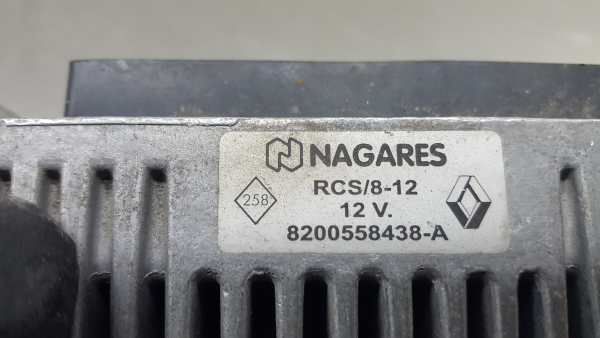 NAGARES
RCS/8-12
258
12 V.
8200558438-A